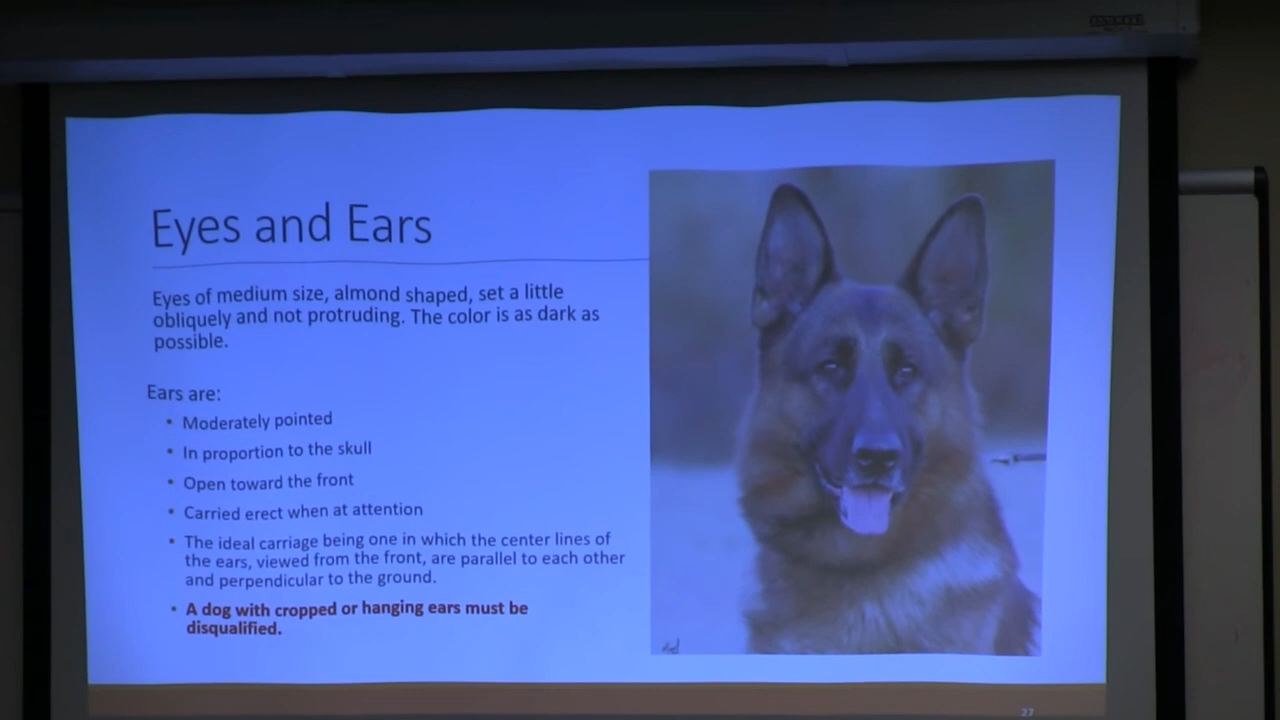 Eyes and Ears
Eyes of medium size, almond shaped, set a little
obliquely and not protruding. The color is as dark as
possible.
Ears are:
• Moderately pointed
• In proportion to the skull
• Open toward the front
• Carried erect when at attention
• The ideal carriage being one in which the center lines of
the ears, viewed from the front, are parallel to each other
and perpendicular to the ground.
• A dog with cropped or hanging ears must be
disqualified.
27